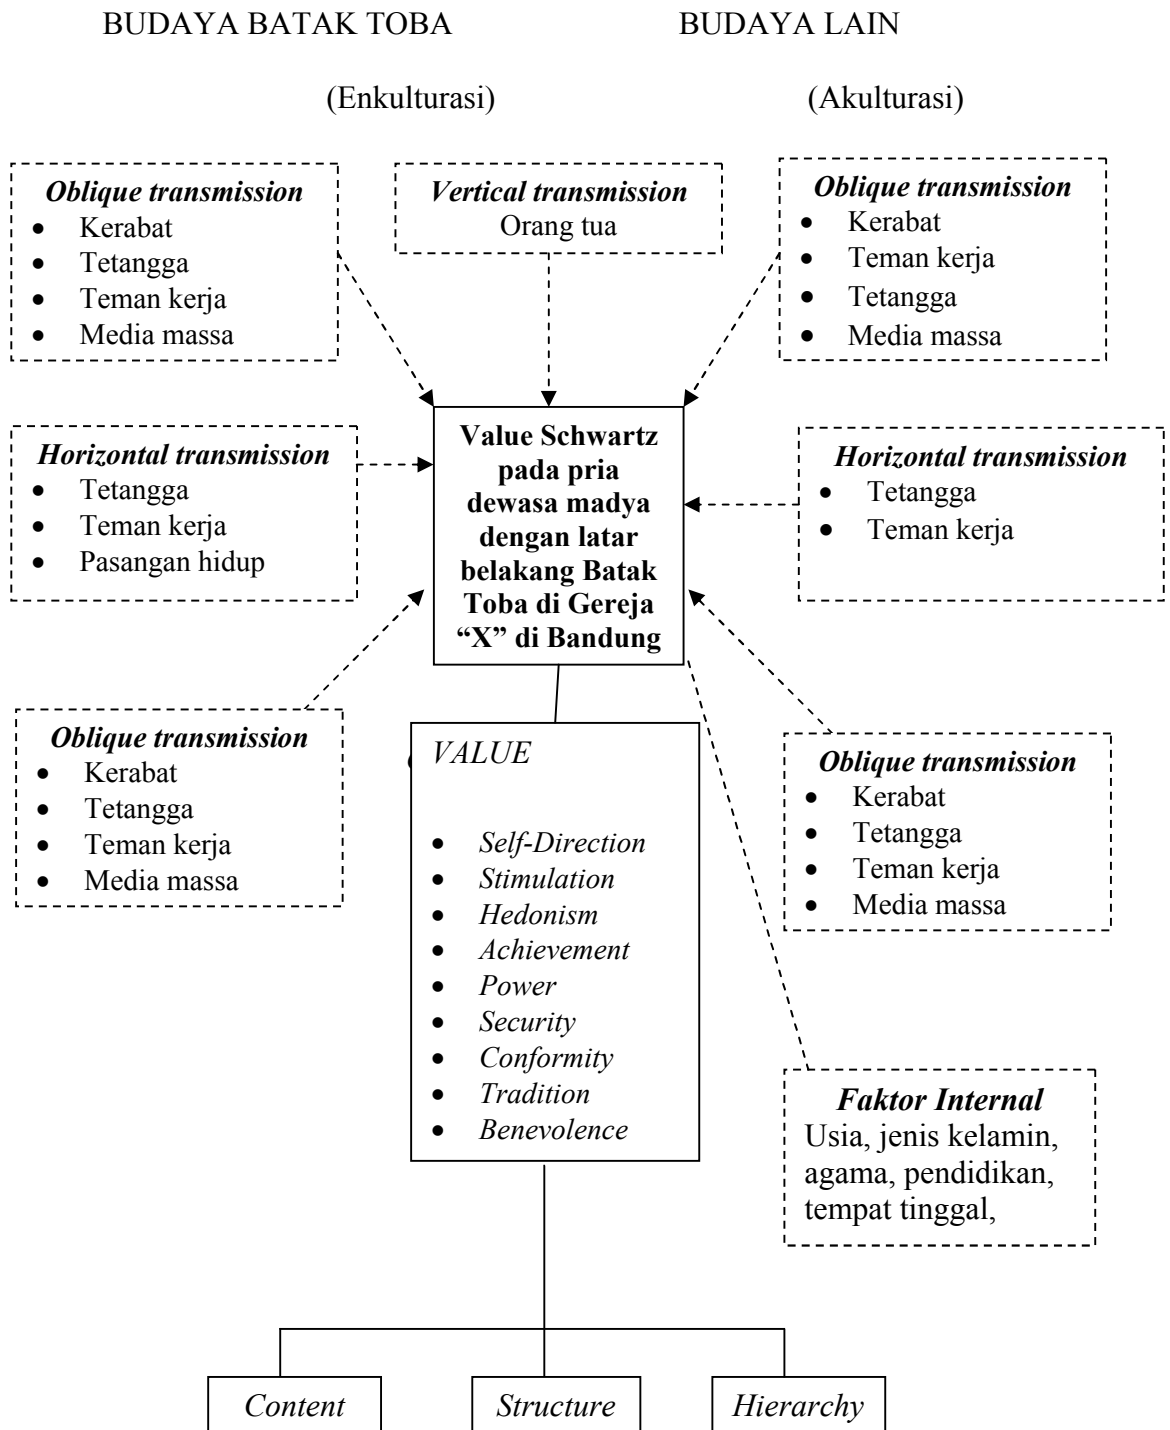 BUDAYA BATAK TOBA
BUDAYA LAIN
(Enkulturasi)
(Akulturasi)
Oblique transmission
• Kerabat
• Tetangga
• Teman kerja
• Media massa
Vertical transmission
Orang tua
Oblique transmission
• Kerabat
• Teman kerja
• Tetangga
• Media massa
Horizontal transmission
• Tetangga
• Teman kerja
• Pasangan hidup
Value Schwartz
pada pria
dewasa madya
dengan latar
belakang Batak
Toba di Gereja
“X” di Bandung
Horizontal transmission
• Tetangga
• Teman kerja
Oblique transmission
• Kerabat
• Tetangga
• Teman kerja
• Media massa
VALUE
• Self-Direction
• Stimulation
• Hedonism
• Achievement
• Power
• Security
• Conformity
• Tradition
• Benevolence
Oblique transmission
• Kerabat
• Tetangga
• Teman kerja
• Media massa
Faktor Internal
Usia, jenis kelamin,
agama, pendidikan,
tempat tinggal,
Content
Structure
Hierarchy